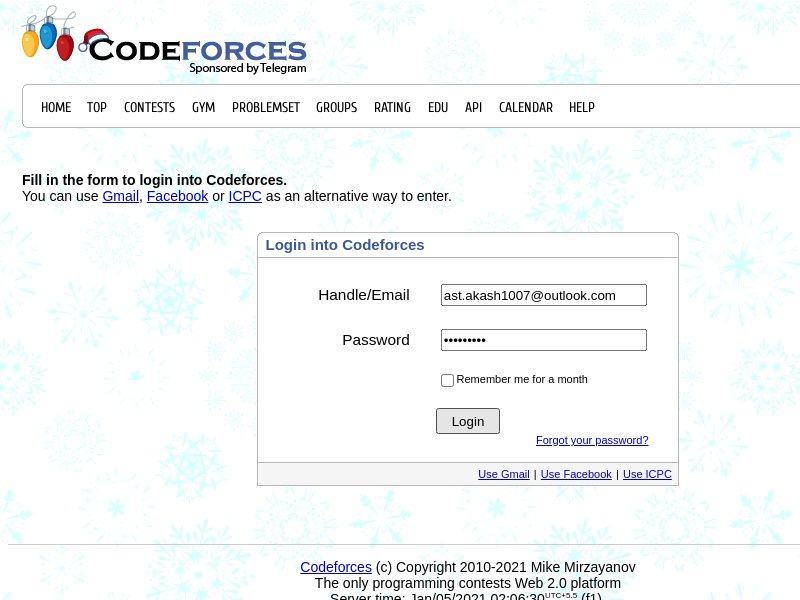 CODEFORCES
Sponsored by Telegram
HOME TOP CONTESTS GYM PROBLEMSET GROUPS RATING EDU API CALENDAR HELP
Fill in the form to login into Codeforces.
You can use Gmail, Facebook or ICPC as an alternative way to enter.
Login into Codeforces
Handle/Email ast.akash1007@outlook.com
Password •••••••••
Remember me for a month
Login
Forgot your password?
Use Gmail | Use Facebook | Use ICPC
Codeforces (c) Copyright 2010-2021 Mike Mirzayanov
The only programming contests Web 2.0 platform
Server time: Jan/05/2021 02:06:30UTC+5.5 (f1)